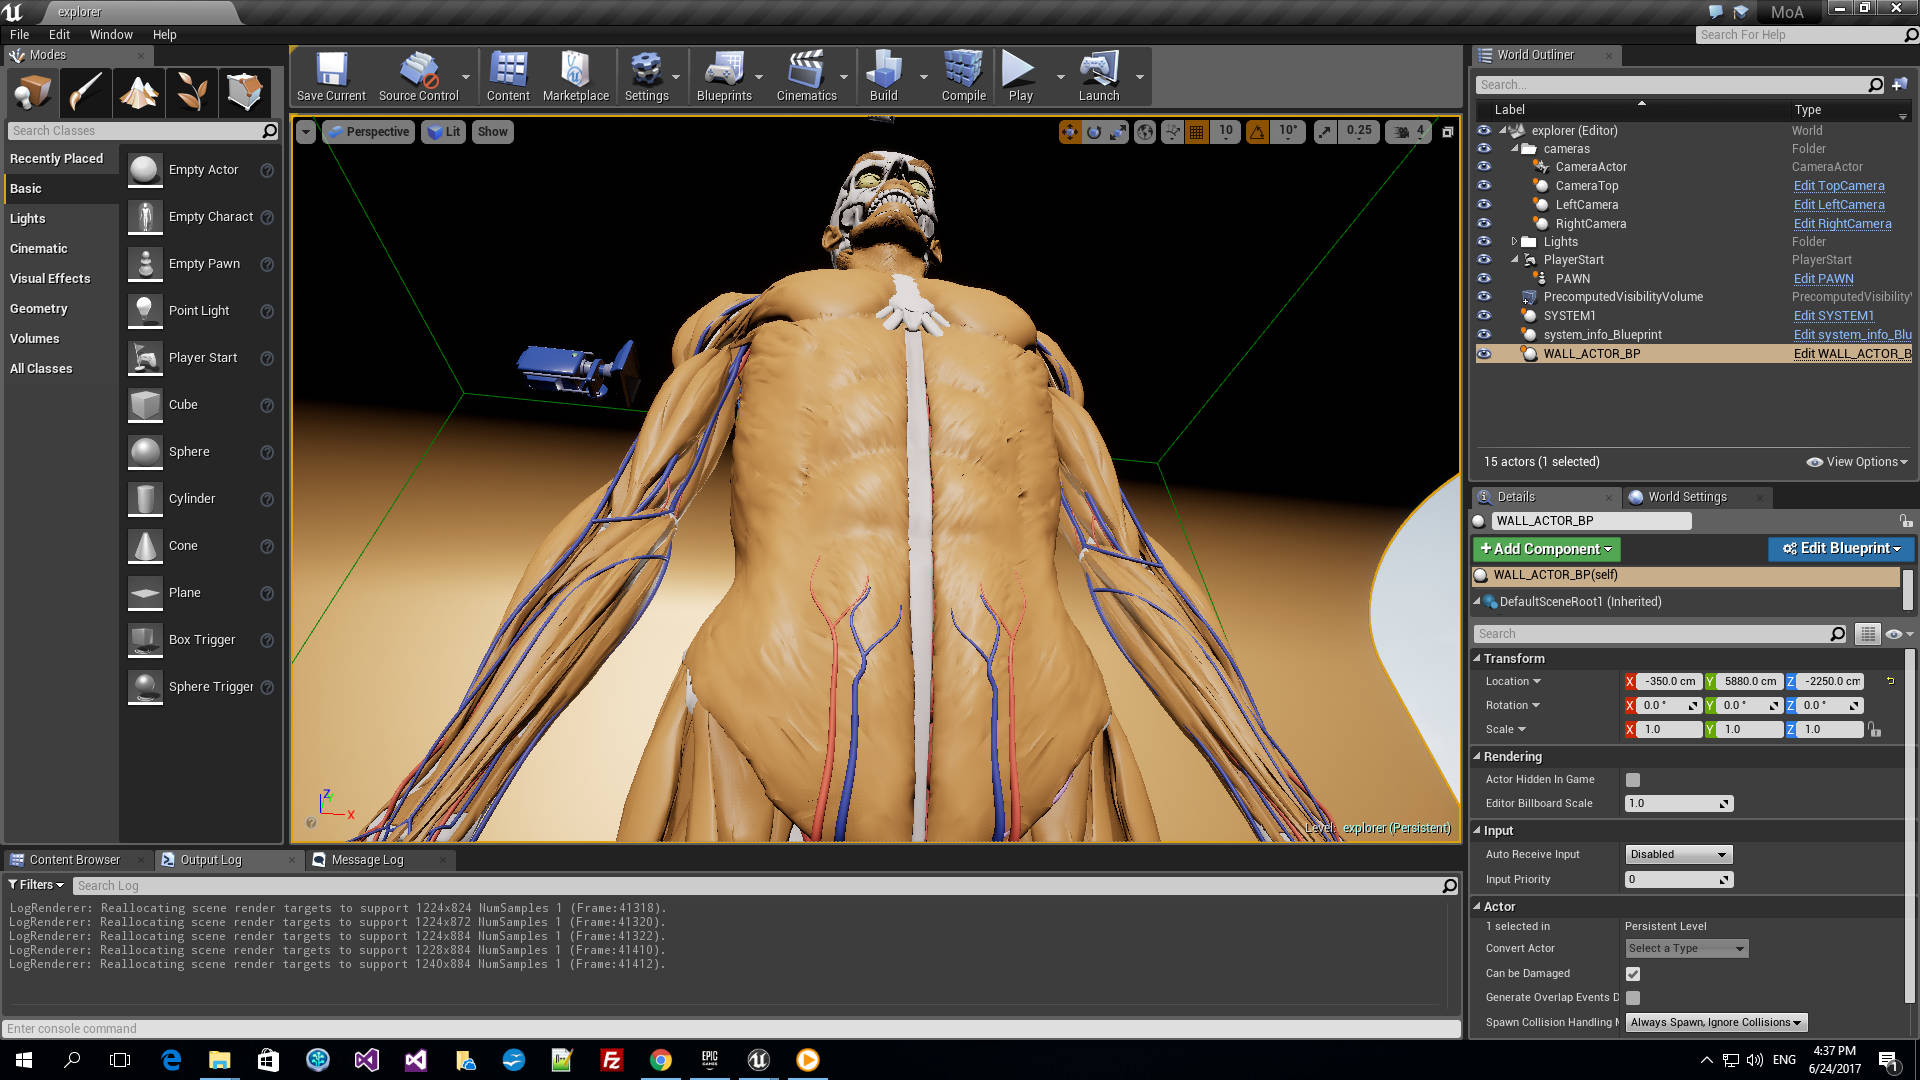 explorer
MoA
File Edit Window Help
Search For Help
Modes
Search Classes
Recently Placed
Basic
Lights
Cinematic
Visual Effects
Geometry
Volumes
All Classes
Empty Actor
Empty Charact
Empty Pawn
Point Light
Player Start
Cube
Sphere
Cylinder
Cone
Plane
Box Trigger
Sphere Trigger
Save Current Source Control Content Marketplace Settings Blueprints Cinematics Build Compile Play Launch
Perspective Lit Show
10 10° 0.25 4
Z
X
Level: explorer (Persistent)
World Outliner
Search...
Label Type
explorer (Editor) World
cameras Folder
CameraActor CameraActor
CameraTop Edit TopCamera
LeftCamera Edit LeftCamera
RightCamera Edit RightCamera
Lights Folder
PlayerStart PlayerStart
PAWN Edit PAWN
PrecomputedVisibilityVolume PrecomputedVisibilityV
SYSTEM1 Edit SYSTEM1
system_info_Blueprint Edit system_info_Blu
WALL_ACTOR_BP Edit WALL_ACTOR_B
15 actors (1 selected) View Options
Details World Settings
WALL_ACTOR_BP
+Add Component Edit Blueprint
WALL_ACTOR_BP(self)
DefaultSceneRoot1 (Inherited)
Search
Transform
Location X -350.0 cm Y 5880.0 cm Z -2250.0 cm
Rotation X 0.0 ° Y 0.0 ° Z 0.0 °
Scale X 1.0 Y 1.0 Z 1.0
Rendering
Actor Hidden In Game
Editor Billboard Scale 1.0
Input
Auto Receive Input Disabled
Input Priority 0
Actor
1 selected in Persistent Level
Convert Actor Select a Type
Can be Damaged
Generate Overlap Events D
Spawn Collision Handling M Always Spawn, Ignore Collisions
Content Browser Output Log Message Log
Filters Search Log
LogRenderer: Reallocating scene render targets to support 1224x824 NumSamples 1 (Frame:41318).
LogRenderer: Reallocating scene render targets to support 1224x872 NumSamples 1 (Frame:41320).
LogRenderer: Reallocating scene render targets to support 1224x884 NumSamples 1 (Frame:41322).
LogRenderer: Reallocating scene render targets to support 1228x884 NumSamples 1 (Frame:41410).
LogRenderer: Reallocating scene render targets to support 1240x884 NumSamples 1 (Frame:41412).
Enter console command
EPIC GAMES
ENG
4:37 PM
6/24/2017
1